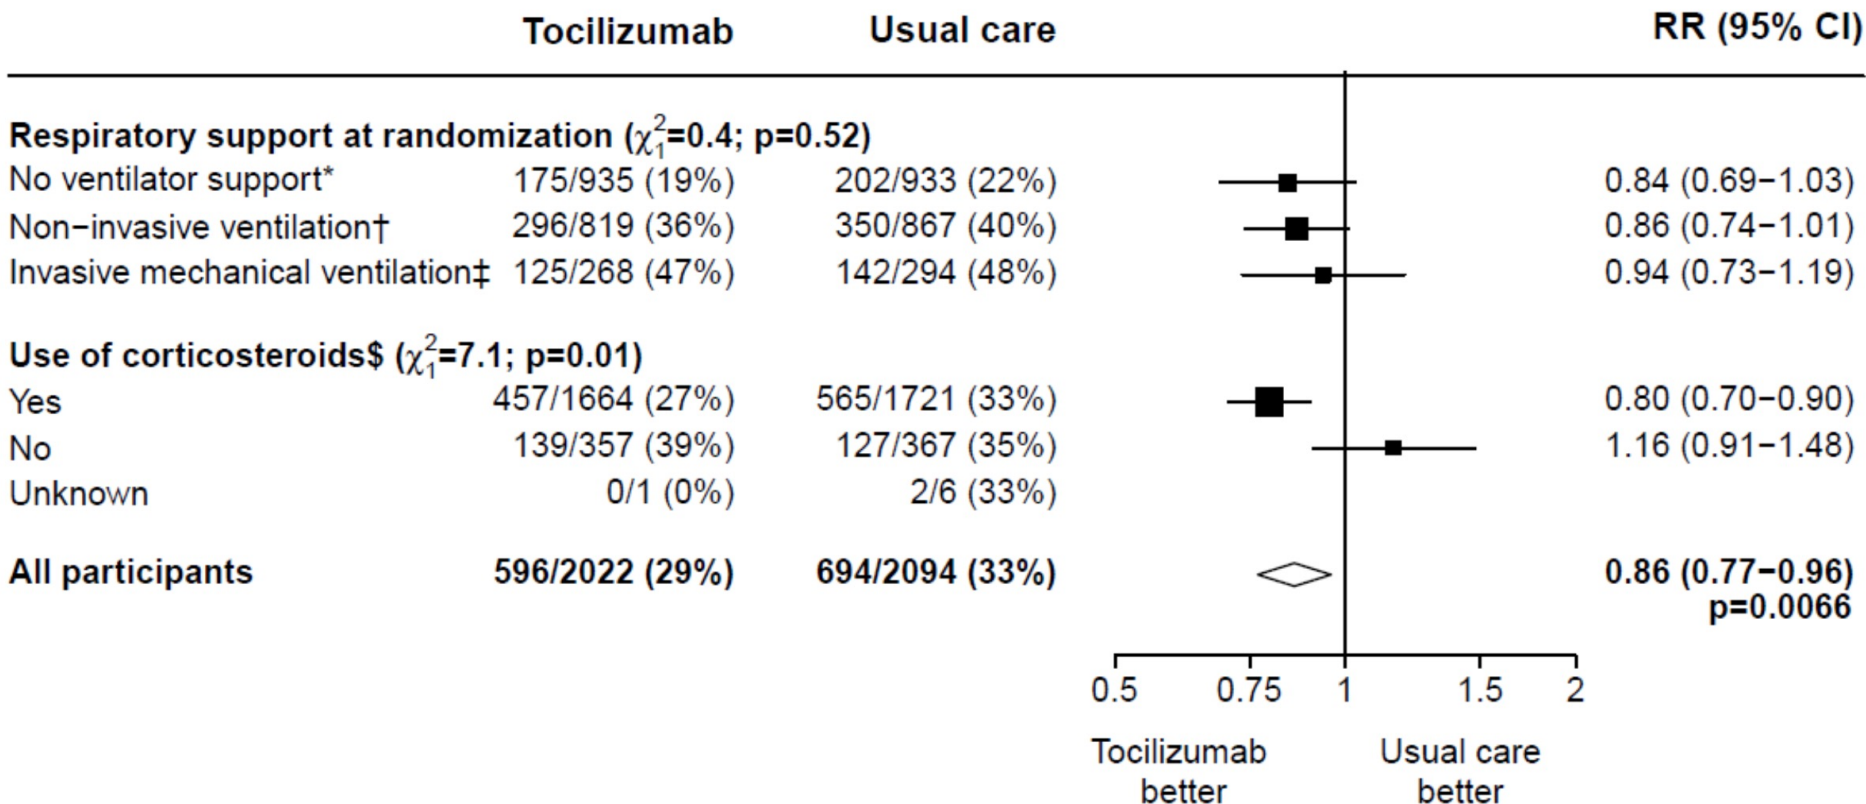 Tocilizumab Usual care RR (95% CI)
Respiratory support at randomization (χ²₁=0.4; p=0.52)
No ventilator support* 175/935 (19%) 202/933 (22%) 0.84 (0.69−1.03)
Non−invasive ventilation† 296/819 (36%) 350/867 (40%) 0.86 (0.74−1.01)
Invasive mechanical ventilation‡ 125/268 (47%) 142/294 (48%) 0.94 (0.73−1.19)
Use of corticosteroids$ (χ²₁=7.1; p=0.01)
Yes 457/1664 (27%) 565/1721 (33%) 0.80 (0.70−0.90)
No 139/357 (39%) 127/367 (35%) 1.16 (0.91−1.48)
Unknown 0/1 (0%) 2/6 (33%)
All participants 596/2022 (29%) 694/2094 (33%) 0.86 (0.77−0.96)
p=0.0066
0.5 0.75 1 1.5 2
Tocilizumab Usual care
better better